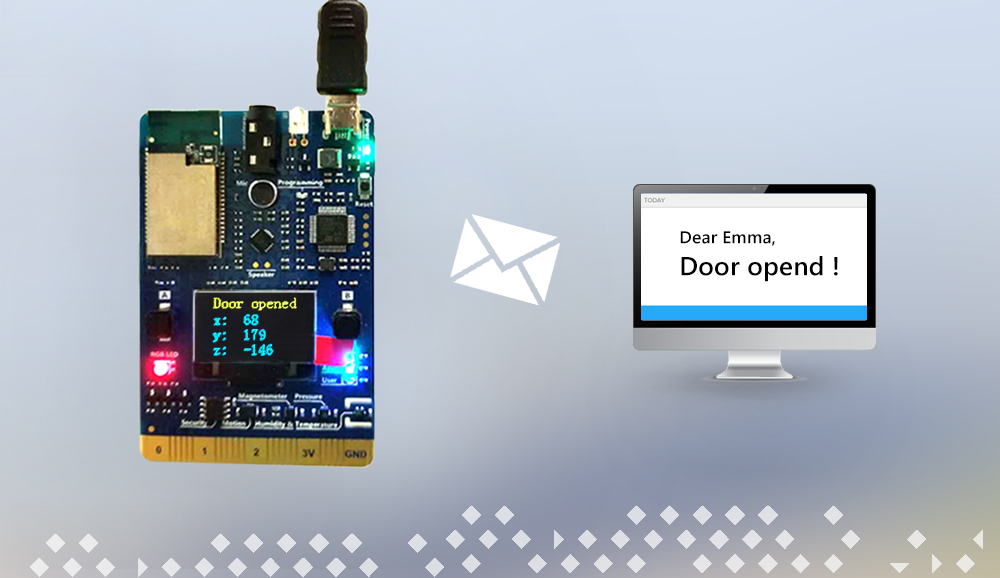 Power
Mic
Programming
Reset
Speaker
A
B
Door opened
x: 68
y: 179
z: -146
RGB LED
User
Magnetometer
Pressure
Security
Motion
Humidity & Temperature
0
1
2
3V
GND
TODAY
Dear Emma,
Door opend !